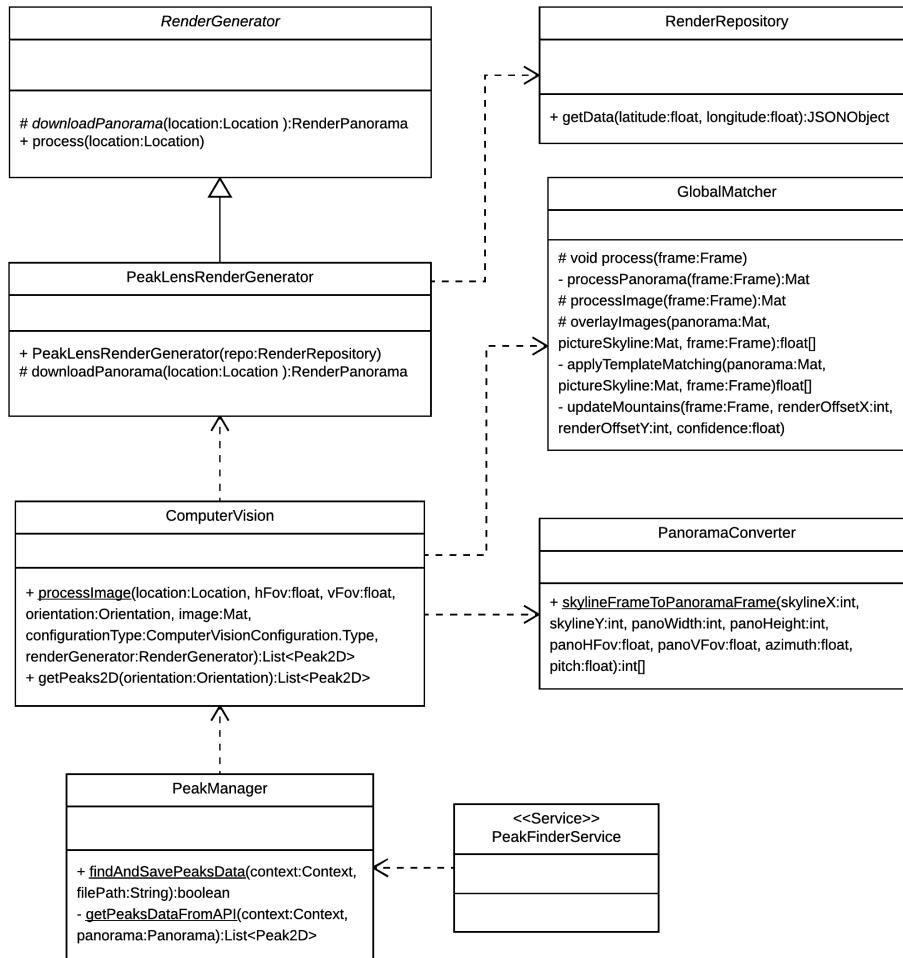 RenderGenerator
# downloadPanorama(location:Location ):RenderPanorama
+ process(location:Location)
RenderRepository
+ getData(latitude:float, longitude:float):JSONObject
GlobalMatcher
# void process(frame:Frame)
- processPanorama(frame:Frame):Mat
# processImage(frame:Frame):Mat
# overlayImages(panorama:Mat,
pictureSkyline:Mat, frame:Frame):float[]
- applyTemplateMatching(panorama:Mat,
pictureSkyline:Mat, frame:Frame)float[]
- updateMountains(frame:Frame, renderOffsetX:int,
renderOffsetY:int, confidence:float)
PeakLensRenderGenerator
+ PeakLensRenderGenerator(repo:RenderRepository)
# downloadPanorama(location:Location ):RenderPanorama
ComputerVision
+ processImage(location:Location, hFov:float, vFov:float,
orientation:Orientation, image:Mat,
configurationType:ComputerVisionConfiguration.Type,
renderGenerator:RenderGenerator):List<Peak2D>
+ getPeaks2D(orientation:Orientation):List<Peak2D>
PanoramaConverter
+ skylineFrameToPanoramaFrame(skylineX:int,
skylineY:int, panoWidth:int, panoHeight:int,
panoHFov:float, panoVFov:float, azimuth:float,
pitch:float):int[]
PeakManager
+ findAndSavePeaksData(context:Context,
filePath:String):boolean
- getPeaksDataFromAPI(context:Context,
panorama:Panorama):List<Peak2D>
<<Service>>
PeakFinderService